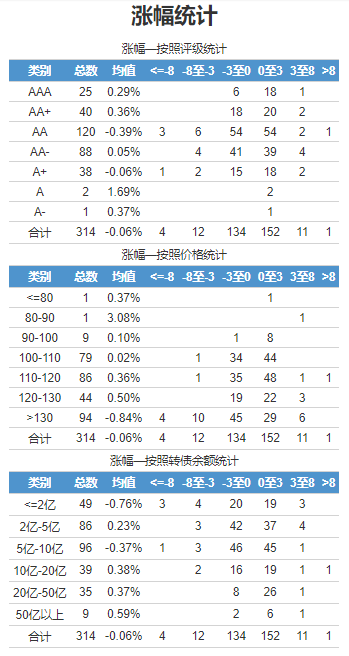 涨幅统计
涨幅—按照评级统计
类别 总数 均值 <=-8 -8至-3 -3至0 0至3 3至8 >8
AAA 25 0.29% 6 18 1
AA+ 40 0.36% 18 20 2
AA 120 -0.39% 3 6 54 54 2 1
AA- 88 0.05% 4 41 39 4
A+ 38 -0.06% 1 2 15 18 2
A 2 1.69% 2
A- 1 0.37% 1
合计 314 -0.06% 4 12 134 152 11 1
涨幅—按照价格统计
类别 总数 均值 <=-8 -8至-3 -3至0 0至3 3至8 >8
<=80 1 0.37% 1
80-90 1 3.08% 1
90-100 9 0.10% 1 8
100-110 79 0.02% 1 34 44
110-120 86 0.36% 1 35 48 1 1
120-130 44 0.50% 19 22 3
>130 94 -0.84% 4 10 45 29 6
合计 314 -0.06% 4 12 134 152 11 1
涨幅—按照转债余额统计
类别 总数 均值 <=-8 -8至-3 -3至0 0至3 3至8 >8
<=2亿 49 -0.76% 3 4 20 19 3
2亿-5亿 86 0.23% 3 42 37 4
5亿-10亿 96 -0.37% 1 3 46 45 1
10亿-20亿 39 0.38% 2 16 19 1 1
20亿-50亿 35 0.37% 8 26 1
50亿以上 9 0.59% 2 6 1
合计 314 -0.06% 4 12 134 152 11 1